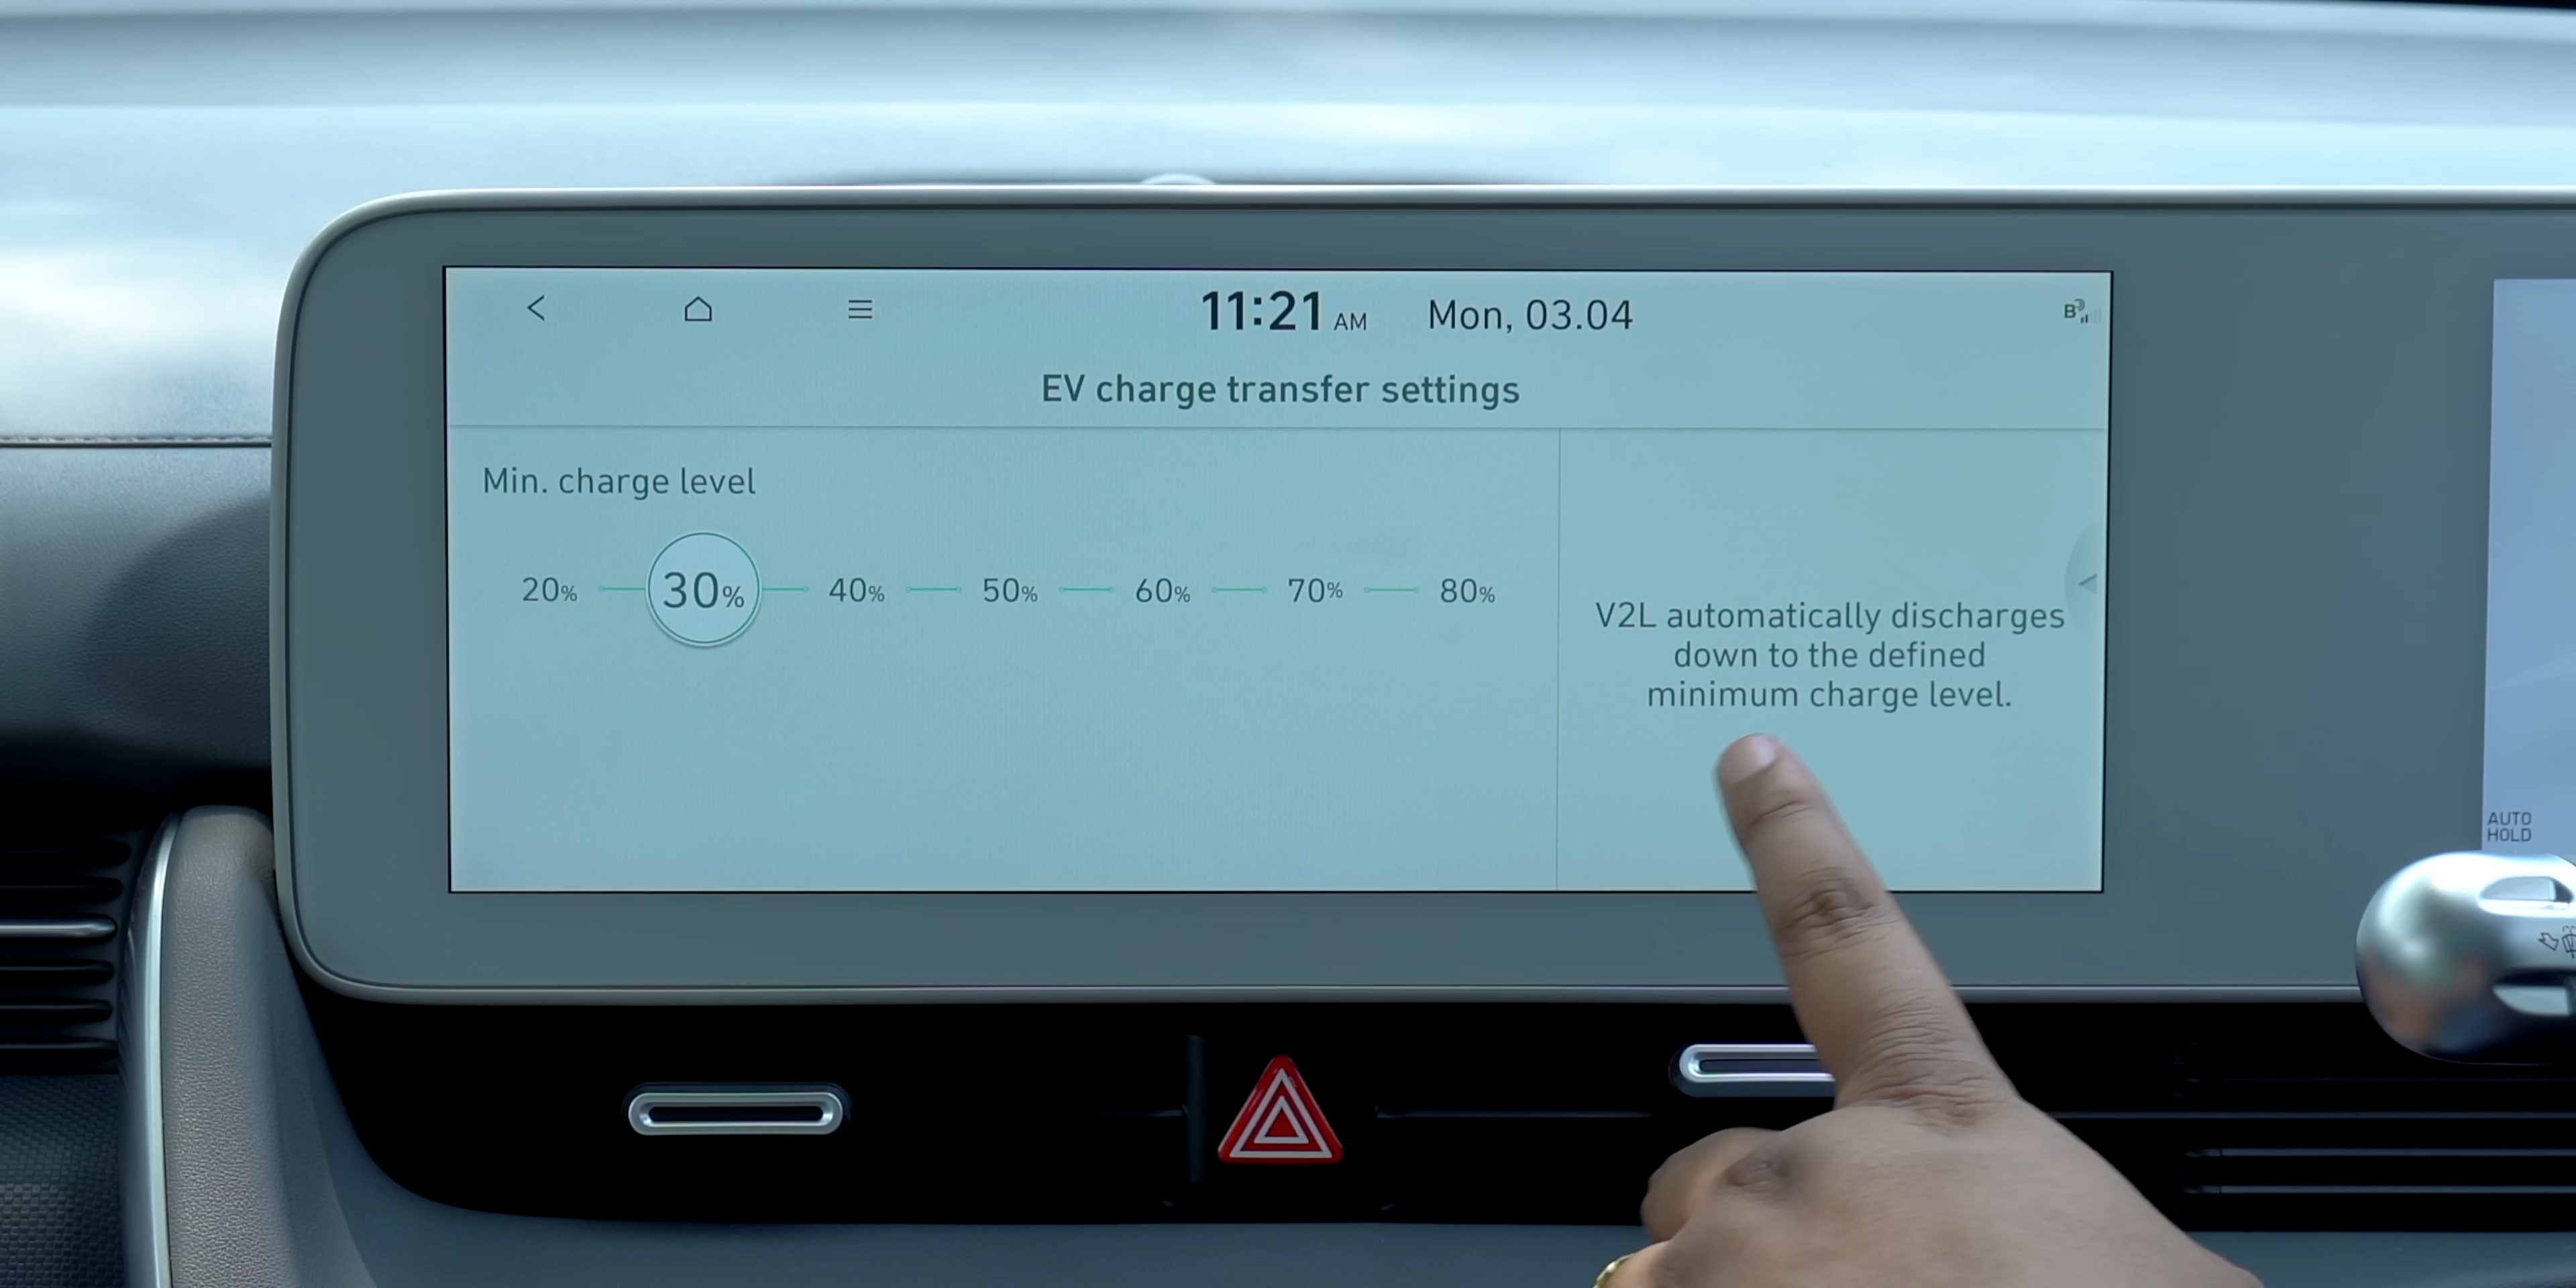 11:21 AM Mon, 03.04
B
EV charge transfer settings
Min. charge level
20% 30% 40% 50% 60% 70% 80%
V2L automatically discharges
down to the defined
minimum charge level.
AUTO
HOLD